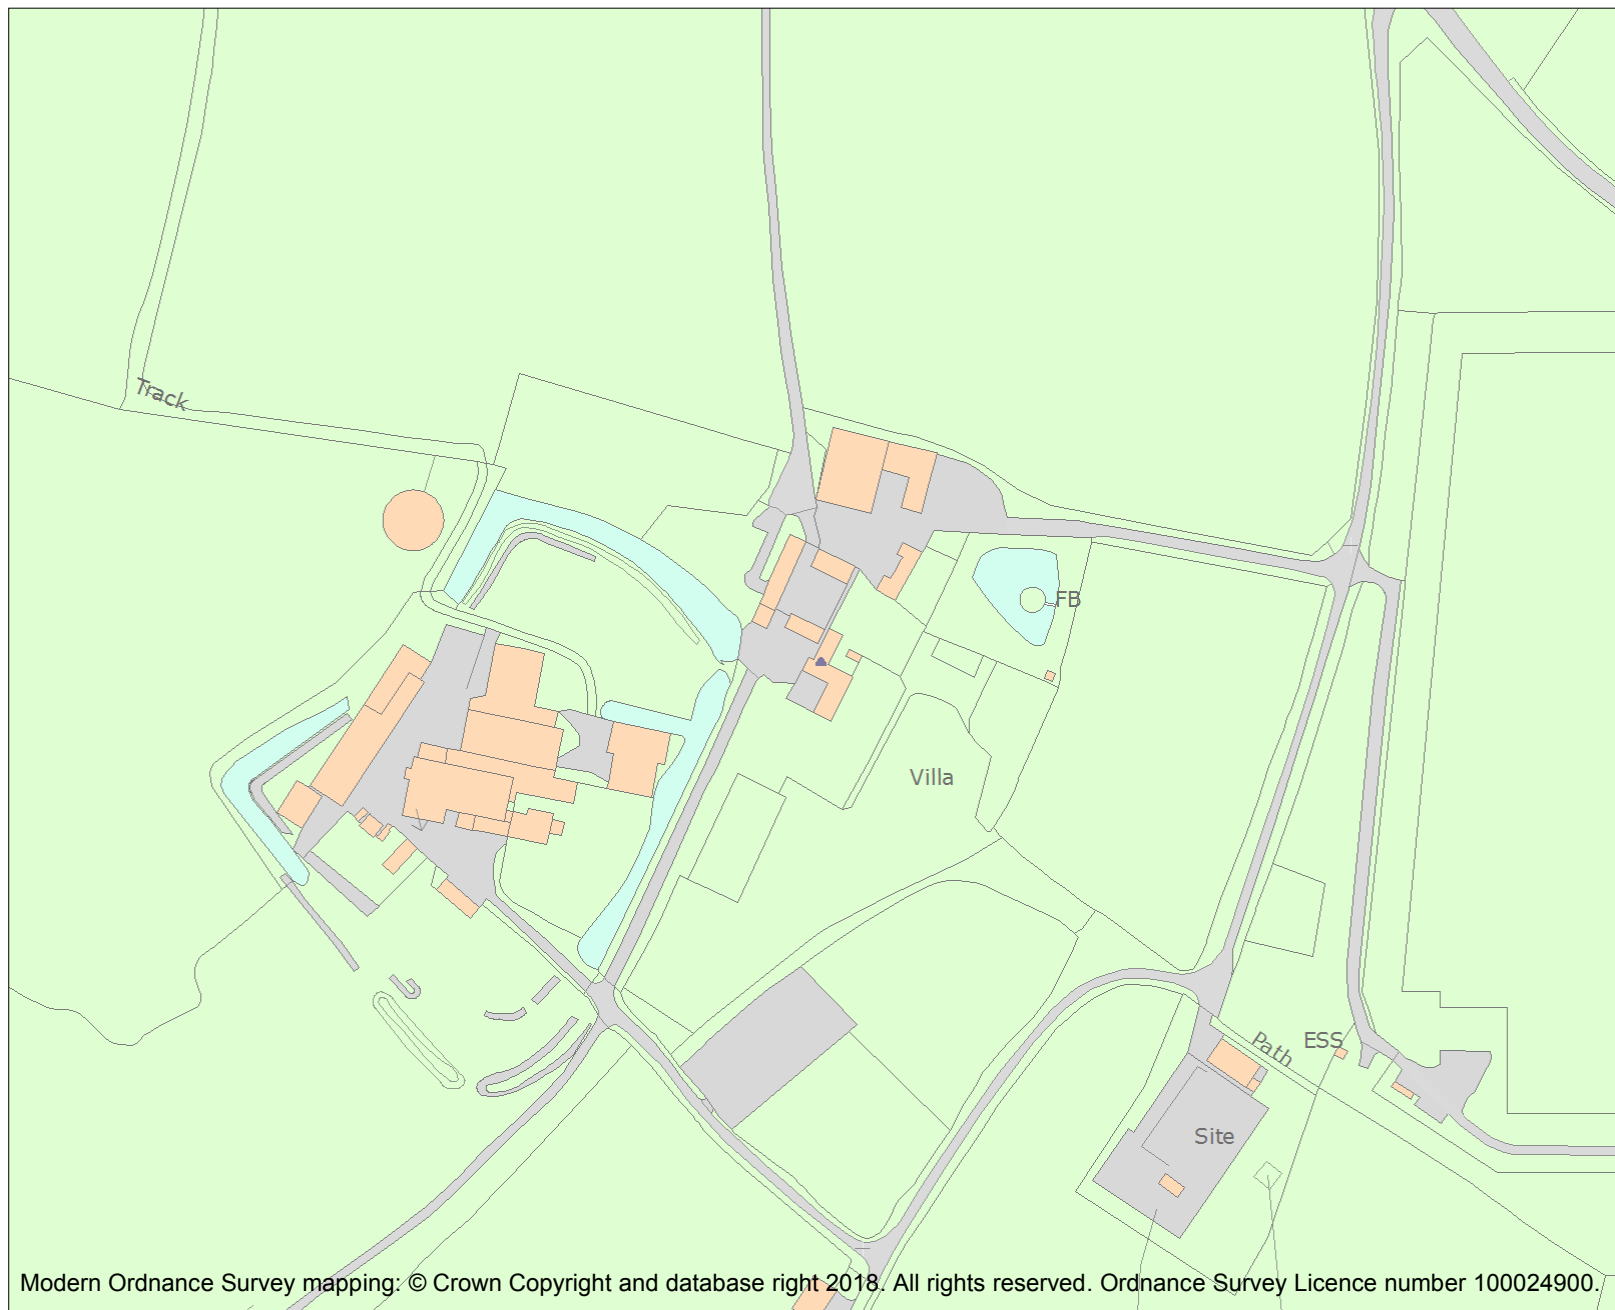 Track
FB
Villa
Path
ESS
Site
Modern Ordnance Survey mapping: © Crown Copyright and database right 2018. All rights reserved. Ordnance Survey Licence number 100024900.